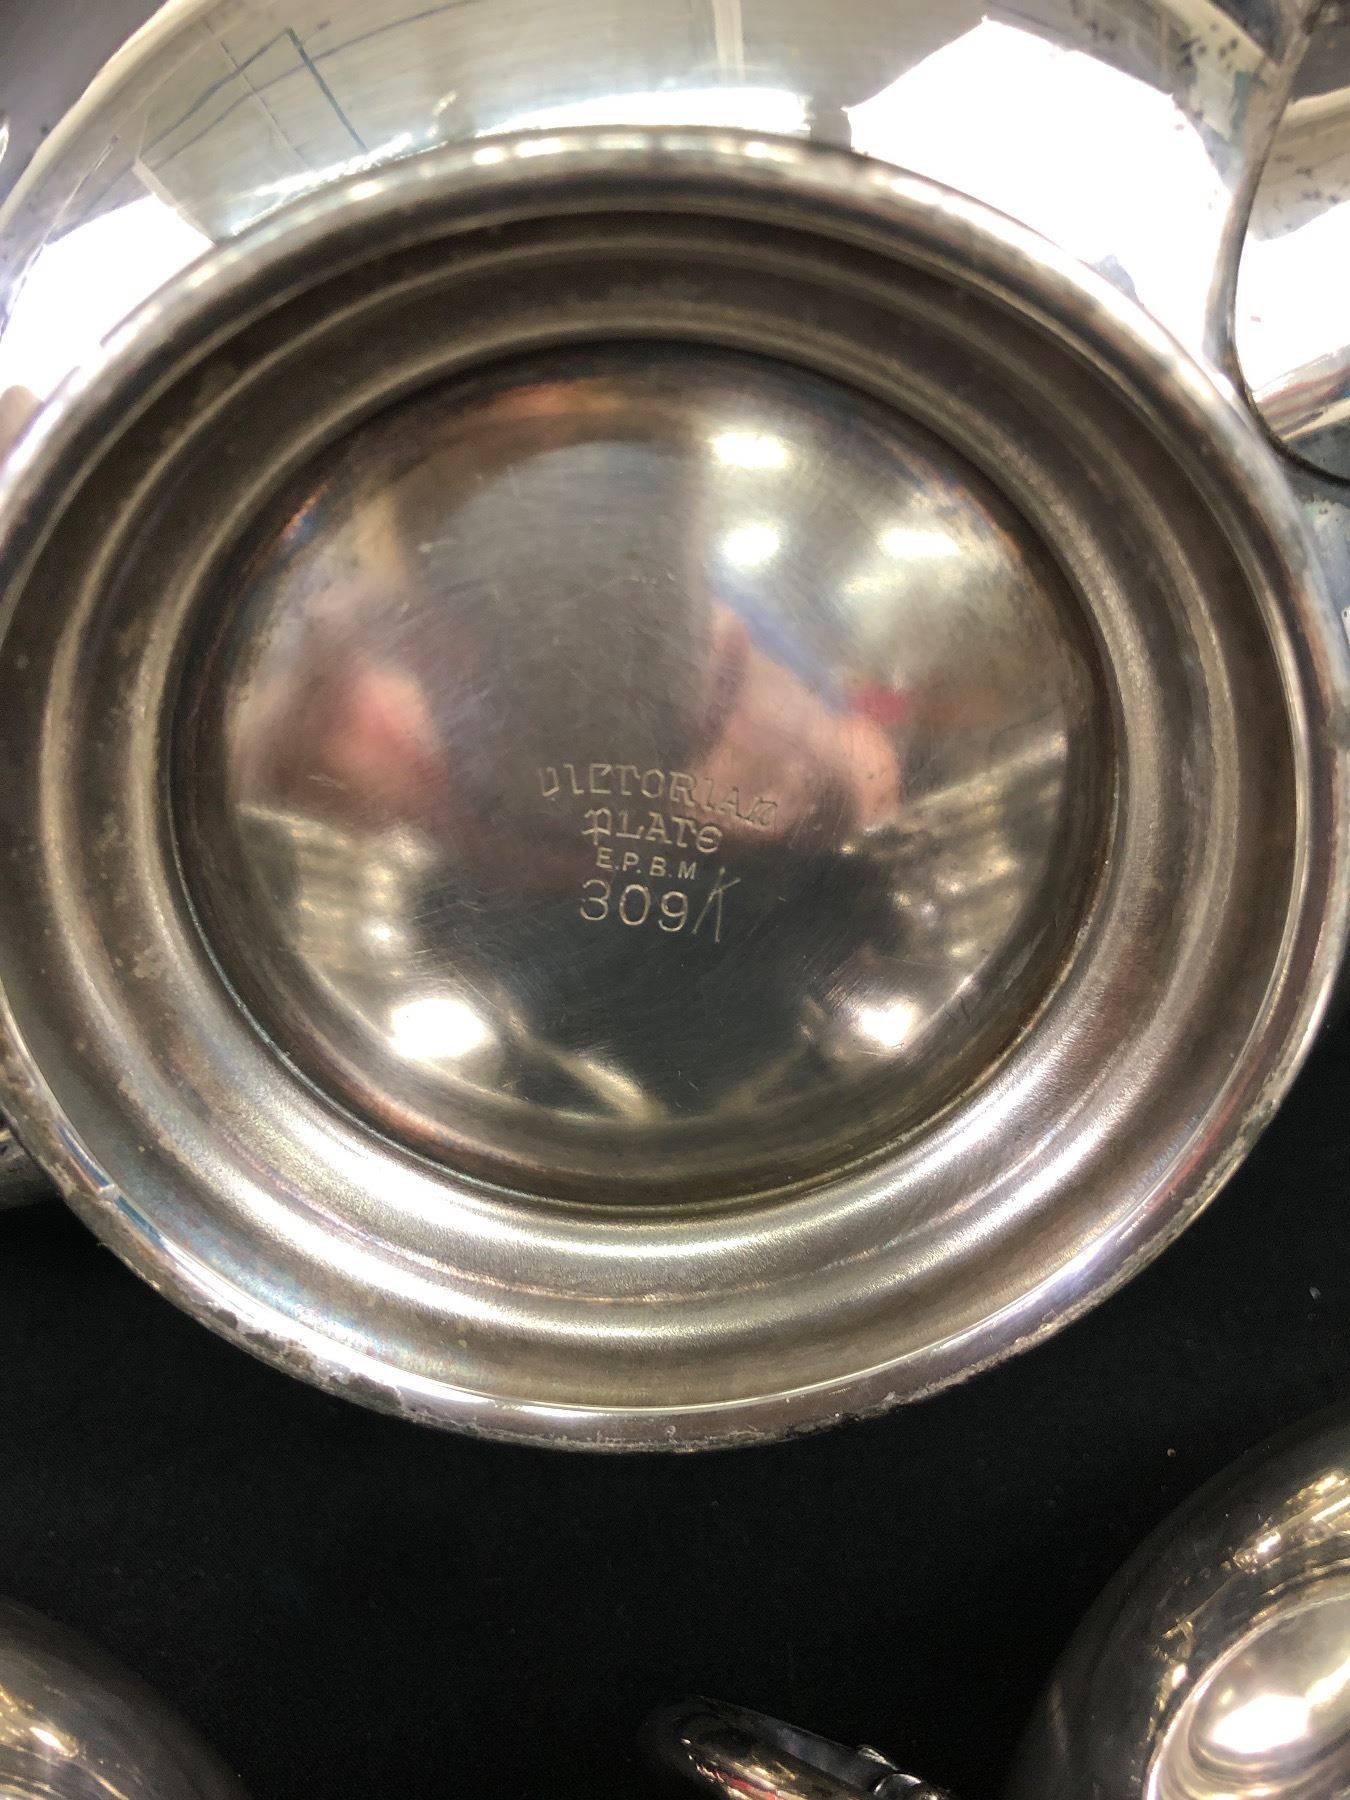 VICTORIAN
PLATE
E.P.B.M
309